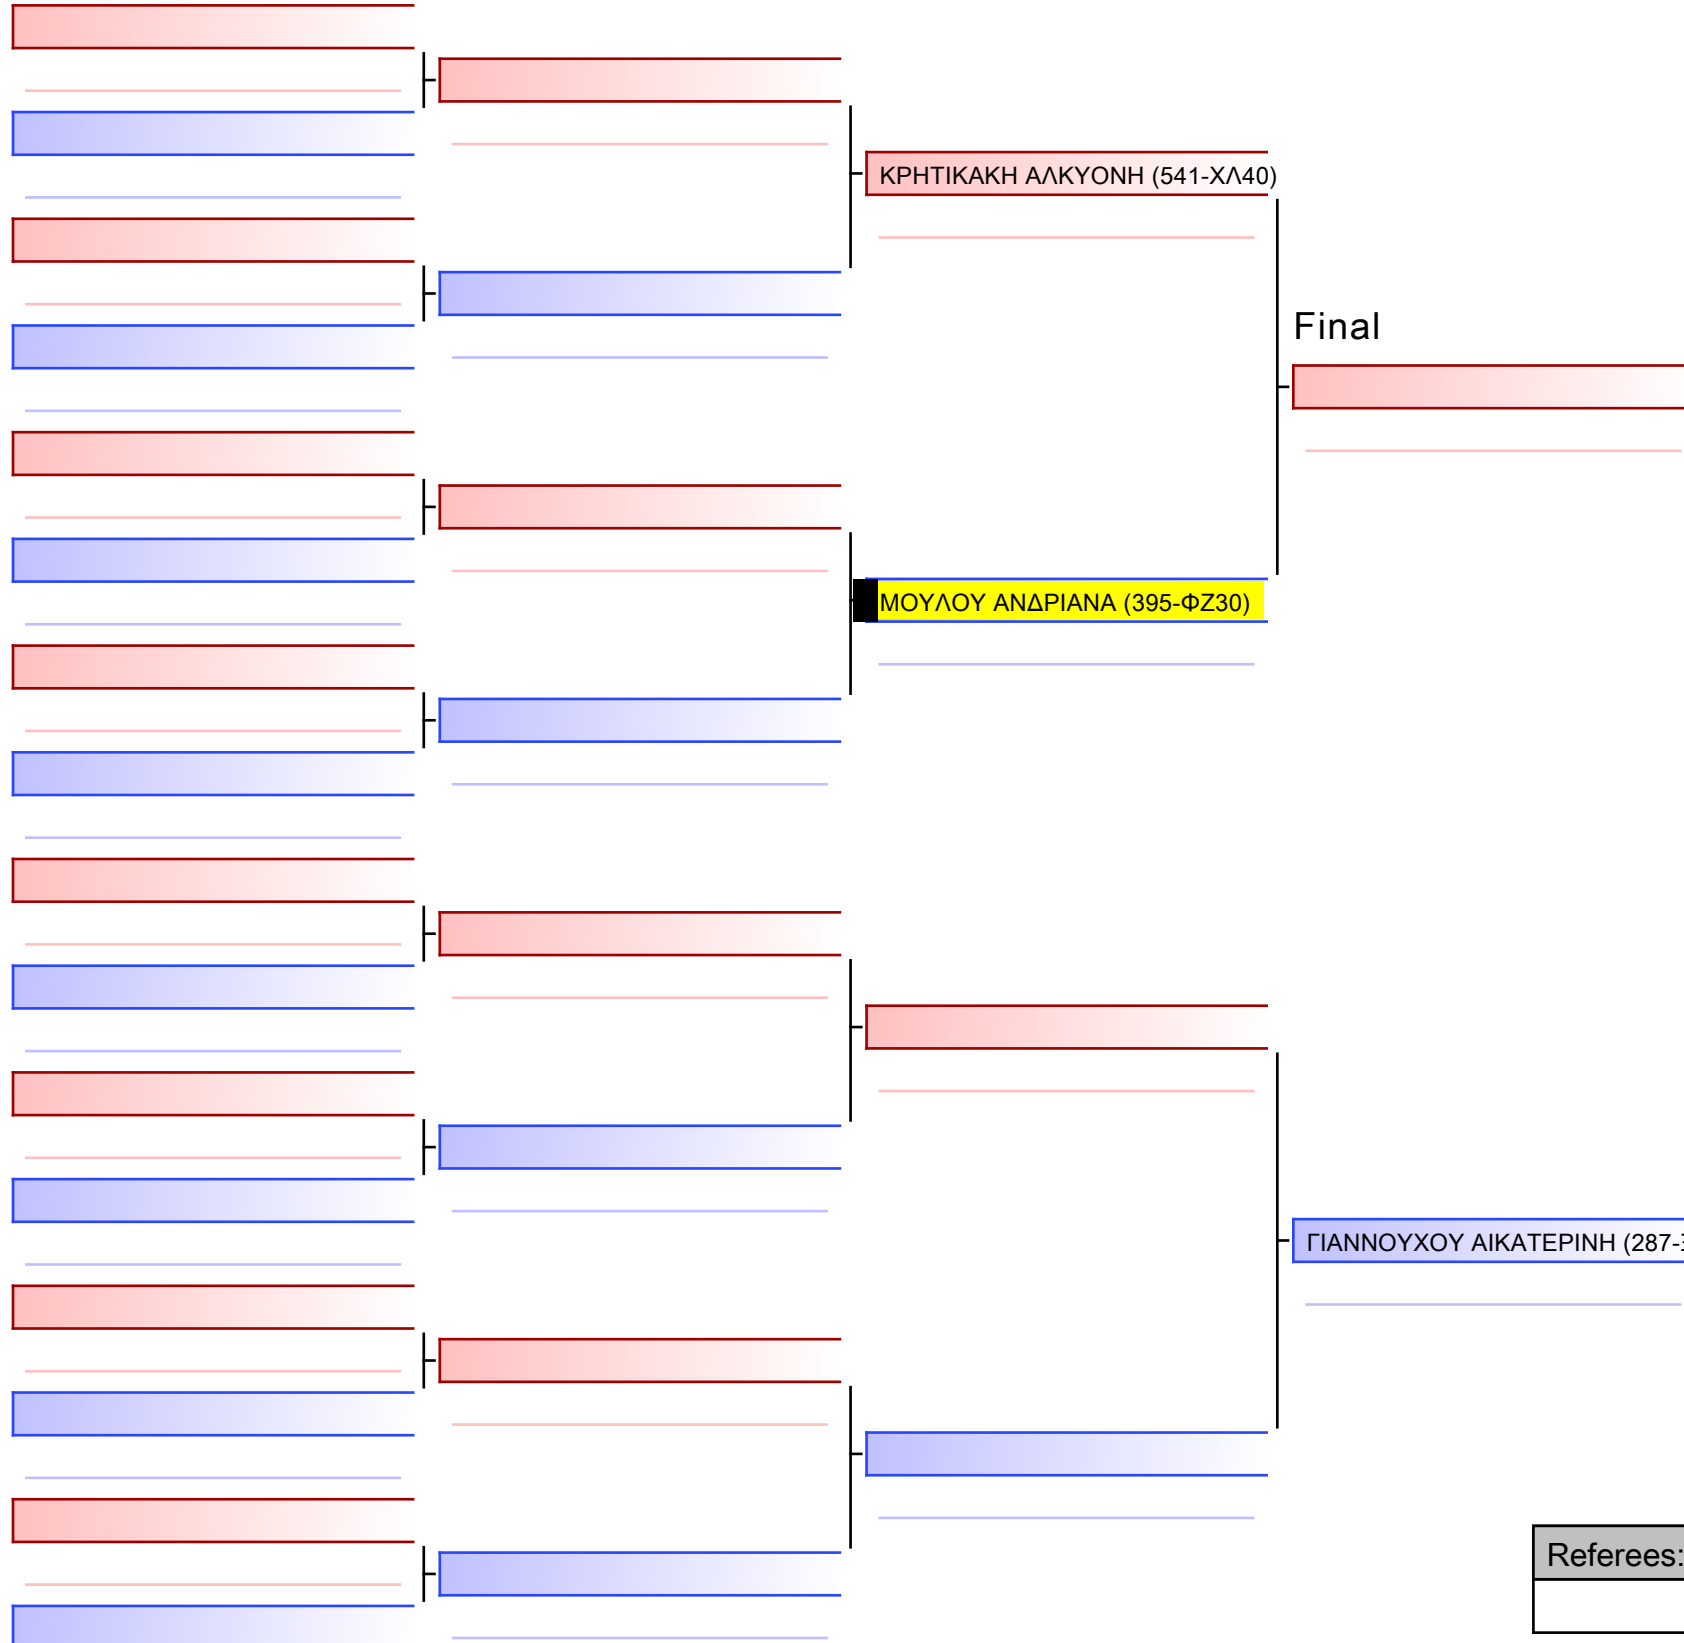 ΚΡΗΤΙΚΑΚΗ ΑΛΚΥΟΝΗ (541-ΧΛ40)
Final
ΜΟΥΛΟΥ ΑΝΔΡΙΑΝΑ (395-ΦΖ30)
ΓΙΑΝΝΟΥΧΟΥ ΑΙΚΑΤΕΡΙΝΗ (287-
Referees: